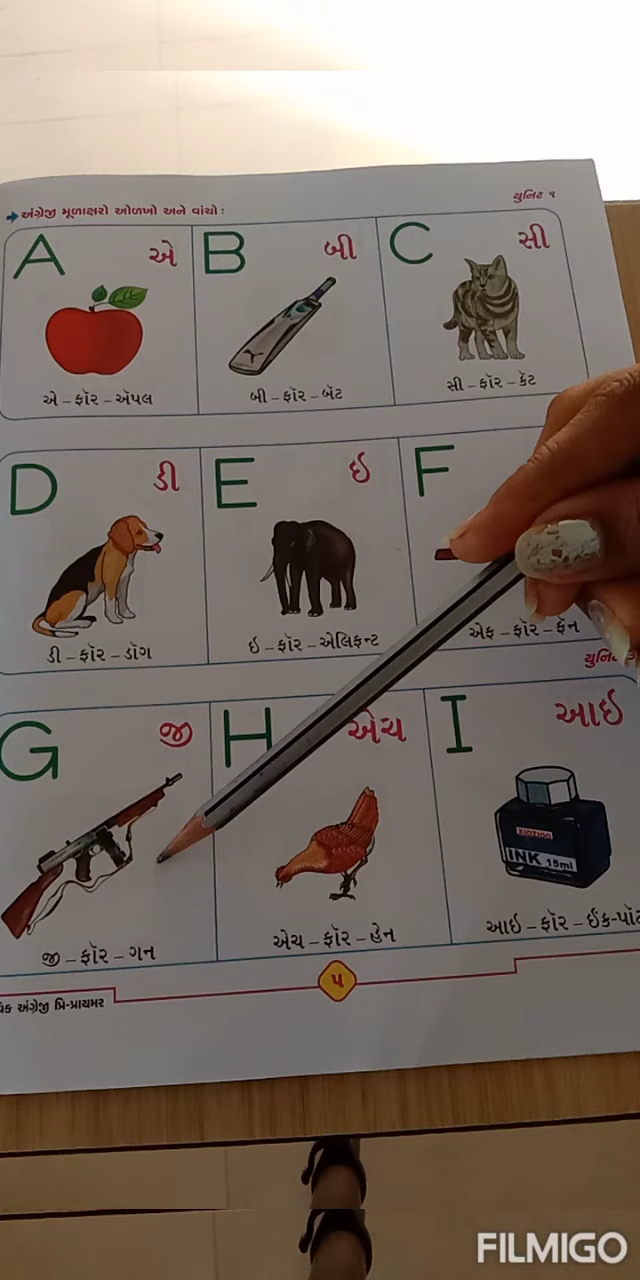 અંગ્રેજી મૂળાક્ષરો ઓળખો અને વાંચો :
યુનિટ ૧
A એ B બી C સી
એ – ફૉર – ઍપલ બી – ફૉર – બૅટ સી – ફૉર – કૅટ
D ડી E ઇ F
ડી – ફૉર – ડૉગ ઇ – ફૉર – એલિફન્ટ એફ – ફૉર – ફૅન
G જી H એચ I આઇ
INK 15ml
જી – ફૉર – ગન એચ – ફૉર – હેન આઇ – ફૉર – ઈંક-પૉટ
૫
અંગ્રેજી પ્રિ-પ્રાયમર
FILMIGO